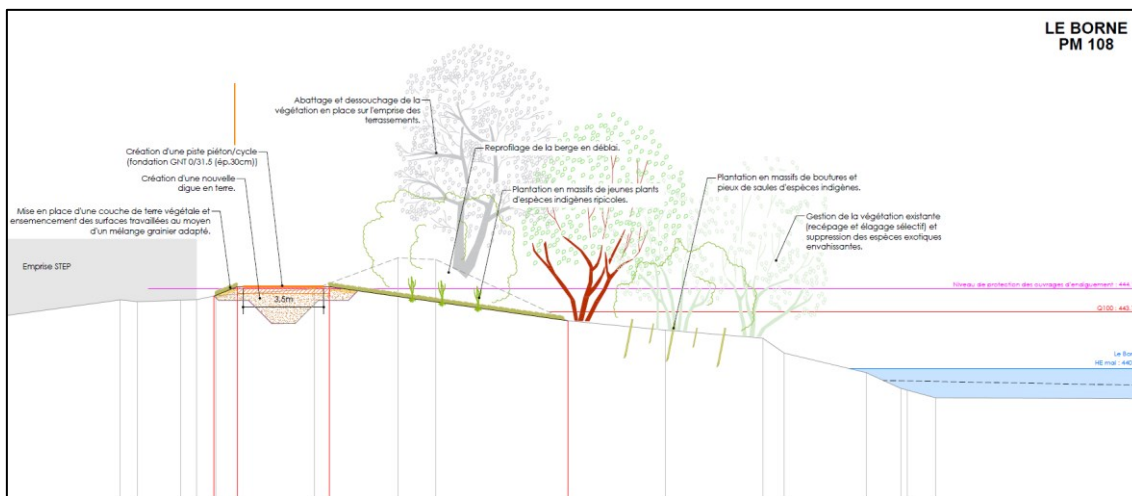 LE BORNE
PM 108
Abattage et dessouchage de la
végétation en place sur l'emprise des
terrassements.
Création d'une piste piéton/cycle
(fondation GNT 0/31.5 (ép.30cm))
Reprofilage de la berge en déblai.
Création d'une nouvelle
digue en terre.
Plantation en massifs de jeunes plants
d'espèces indigènes ripicoles.
Plantation en massifs de boutures et
pieux de saules d'espèces indigènes.
Mise en place d'une couche de terre végétale et
ensemencement des surfaces travaillées au moyen
d'un mélange grainier adapté.
Gestion de la végétation existante
(recépage et élagage sélectif) et
suppression des espèces exotiques
envahissantes.
Emprise STEP
3.5m
Niveau de protection des ouvrages d'endiguement : 444.
Q100 : 443.
Le Bor
HE mai : 440